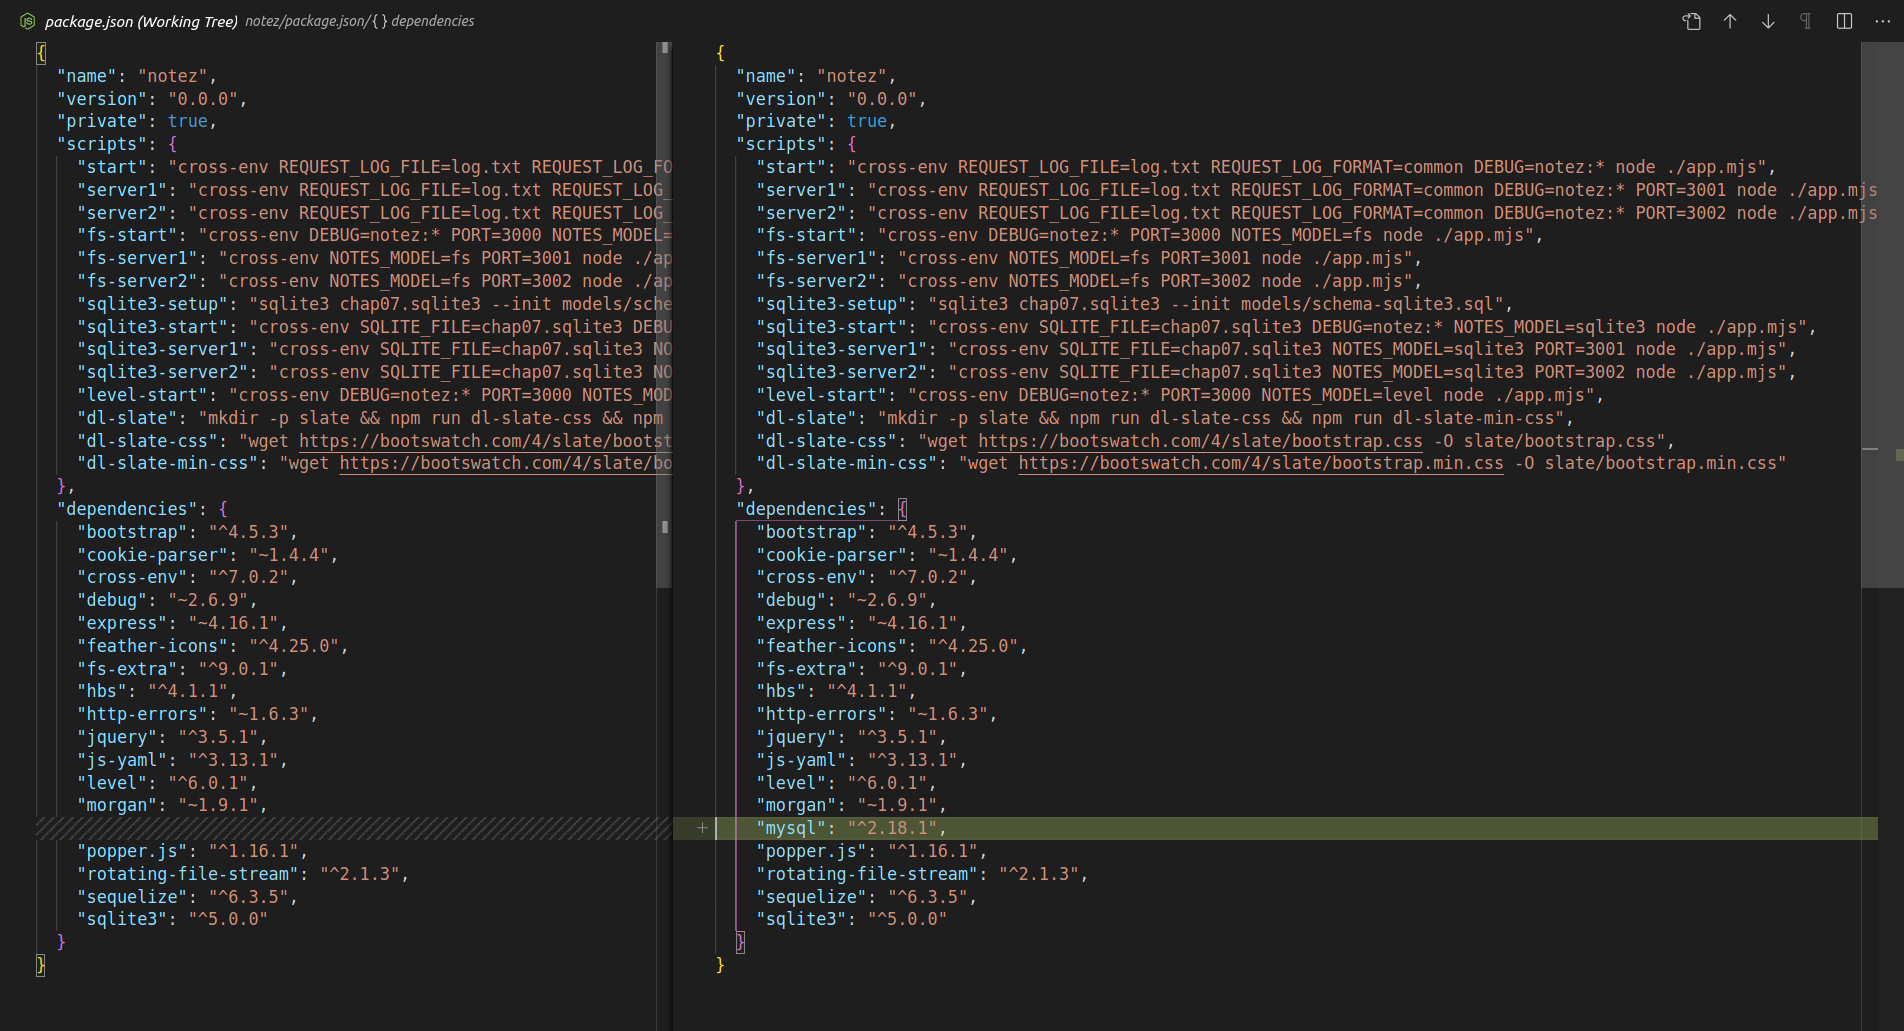 package.json (Working Tree) notez/package.json/{ } dependencies
{
"name": "notez",
"version": "0.0.0",
"private": true,
"scripts": {
"start": "cross-env REQUEST_LOG_FILE=log.txt REQUEST_LOG_FO
"server1": "cross-env REQUEST_LOG_FILE=log.txt REQUEST_LOG_
"server2": "cross-env REQUEST_LOG_FILE=log.txt REQUEST_LOG_
"fs-start": "cross-env DEBUG=notez:* PORT=3000 NOTES_MODEL=
"fs-server1": "cross-env NOTES_MODEL=fs PORT=3001 node ./ap
"fs-server2": "cross-env NOTES_MODEL=fs PORT=3002 node ./ap
"sqlite3-setup": "sqlite3 chap07.sqlite3 --init models/sche
"sqlite3-start": "cross-env SQLITE_FILE=chap07.sqlite3 DEBU
"sqlite3-server1": "cross-env SQLITE_FILE=chap07.sqlite3 NO
"sqlite3-server2": "cross-env SQLITE_FILE=chap07.sqlite3 NO
"level-start": "cross-env DEBUG=notez:* PORT=3000 NOTES_MOD
"dl-slate": "mkdir -p slate && npm run dl-slate-css && npm
"dl-slate-css": "wget https://bootswatch.com/4/slate/bootst
"dl-slate-min-css": "wget https://bootswatch.com/4/slate/bo
},
"dependencies": {
"bootstrap": "^4.5.3",
"cookie-parser": "~1.4.4",
"cross-env": "^7.0.2",
"debug": "~2.6.9",
"express": "~4.16.1",
"feather-icons": "^4.25.0",
"fs-extra": "^9.0.1",
"hbs": "^4.1.1",
"http-errors": "~1.6.3",
"jquery": "^3.5.1",
"js-yaml": "^3.13.1",
"level": "^6.0.1",
"morgan": "~1.9.1",
"popper.js": "^1.16.1",
"rotating-file-stream": "^2.1.3",
"sequelize": "^6.3.5",
"sqlite3": "^5.0.0"
}
}
{
"name": "notez",
"version": "0.0.0",
"private": true,
"scripts": {
"start": "cross-env REQUEST_LOG_FILE=log.txt REQUEST_LOG_FORMAT=common DEBUG=notez:* node ./app.mjs",
"server1": "cross-env REQUEST_LOG_FILE=log.txt REQUEST_LOG_FORMAT=common DEBUG=notez:* PORT=3001 node ./app.mjs
"server2": "cross-env REQUEST_LOG_FILE=log.txt REQUEST_LOG_FORMAT=common DEBUG=notez:* PORT=3002 node ./app.mjs
"fs-start": "cross-env DEBUG=notez:* PORT=3000 NOTES_MODEL=fs node ./app.mjs",
"fs-server1": "cross-env NOTES_MODEL=fs PORT=3001 node ./app.mjs",
"fs-server2": "cross-env NOTES_MODEL=fs PORT=3002 node ./app.mjs",
"sqlite3-setup": "sqlite3 chap07.sqlite3 --init models/schema-sqlite3.sql",
"sqlite3-start": "cross-env SQLITE_FILE=chap07.sqlite3 DEBUG=notez:* NOTES_MODEL=sqlite3 node ./app.mjs",
"sqlite3-server1": "cross-env SQLITE_FILE=chap07.sqlite3 NOTES_MODEL=sqlite3 PORT=3001 node ./app.mjs",
"sqlite3-server2": "cross-env SQLITE_FILE=chap07.sqlite3 NOTES_MODEL=sqlite3 PORT=3002 node ./app.mjs",
"level-start": "cross-env DEBUG=notez:* PORT=3000 NOTES_MODEL=level node ./app.mjs",
"dl-slate": "mkdir -p slate && npm run dl-slate-css && npm run dl-slate-min-css",
"dl-slate-css": "wget https://bootswatch.com/4/slate/bootstrap.css -O slate/bootstrap.css",
"dl-slate-min-css": "wget https://bootswatch.com/4/slate/bootstrap.min.css -O slate/bootstrap.min.css"
},
"dependencies": {
"bootstrap": "^4.5.3",
"cookie-parser": "~1.4.4",
"cross-env": "^7.0.2",
"debug": "~2.6.9",
"express": "~4.16.1",
"feather-icons": "^4.25.0",
"fs-extra": "^9.0.1",
"hbs": "^4.1.1",
"http-errors": "~1.6.3",
"jquery": "^3.5.1",
"js-yaml": "^3.13.1",
"level": "^6.0.1",
"morgan": "~1.9.1",
+ "mysql": "^2.18.1",
"popper.js": "^1.16.1",
"rotating-file-stream": "^2.1.3",
"sequelize": "^6.3.5",
"sqlite3": "^5.0.0"
}
}